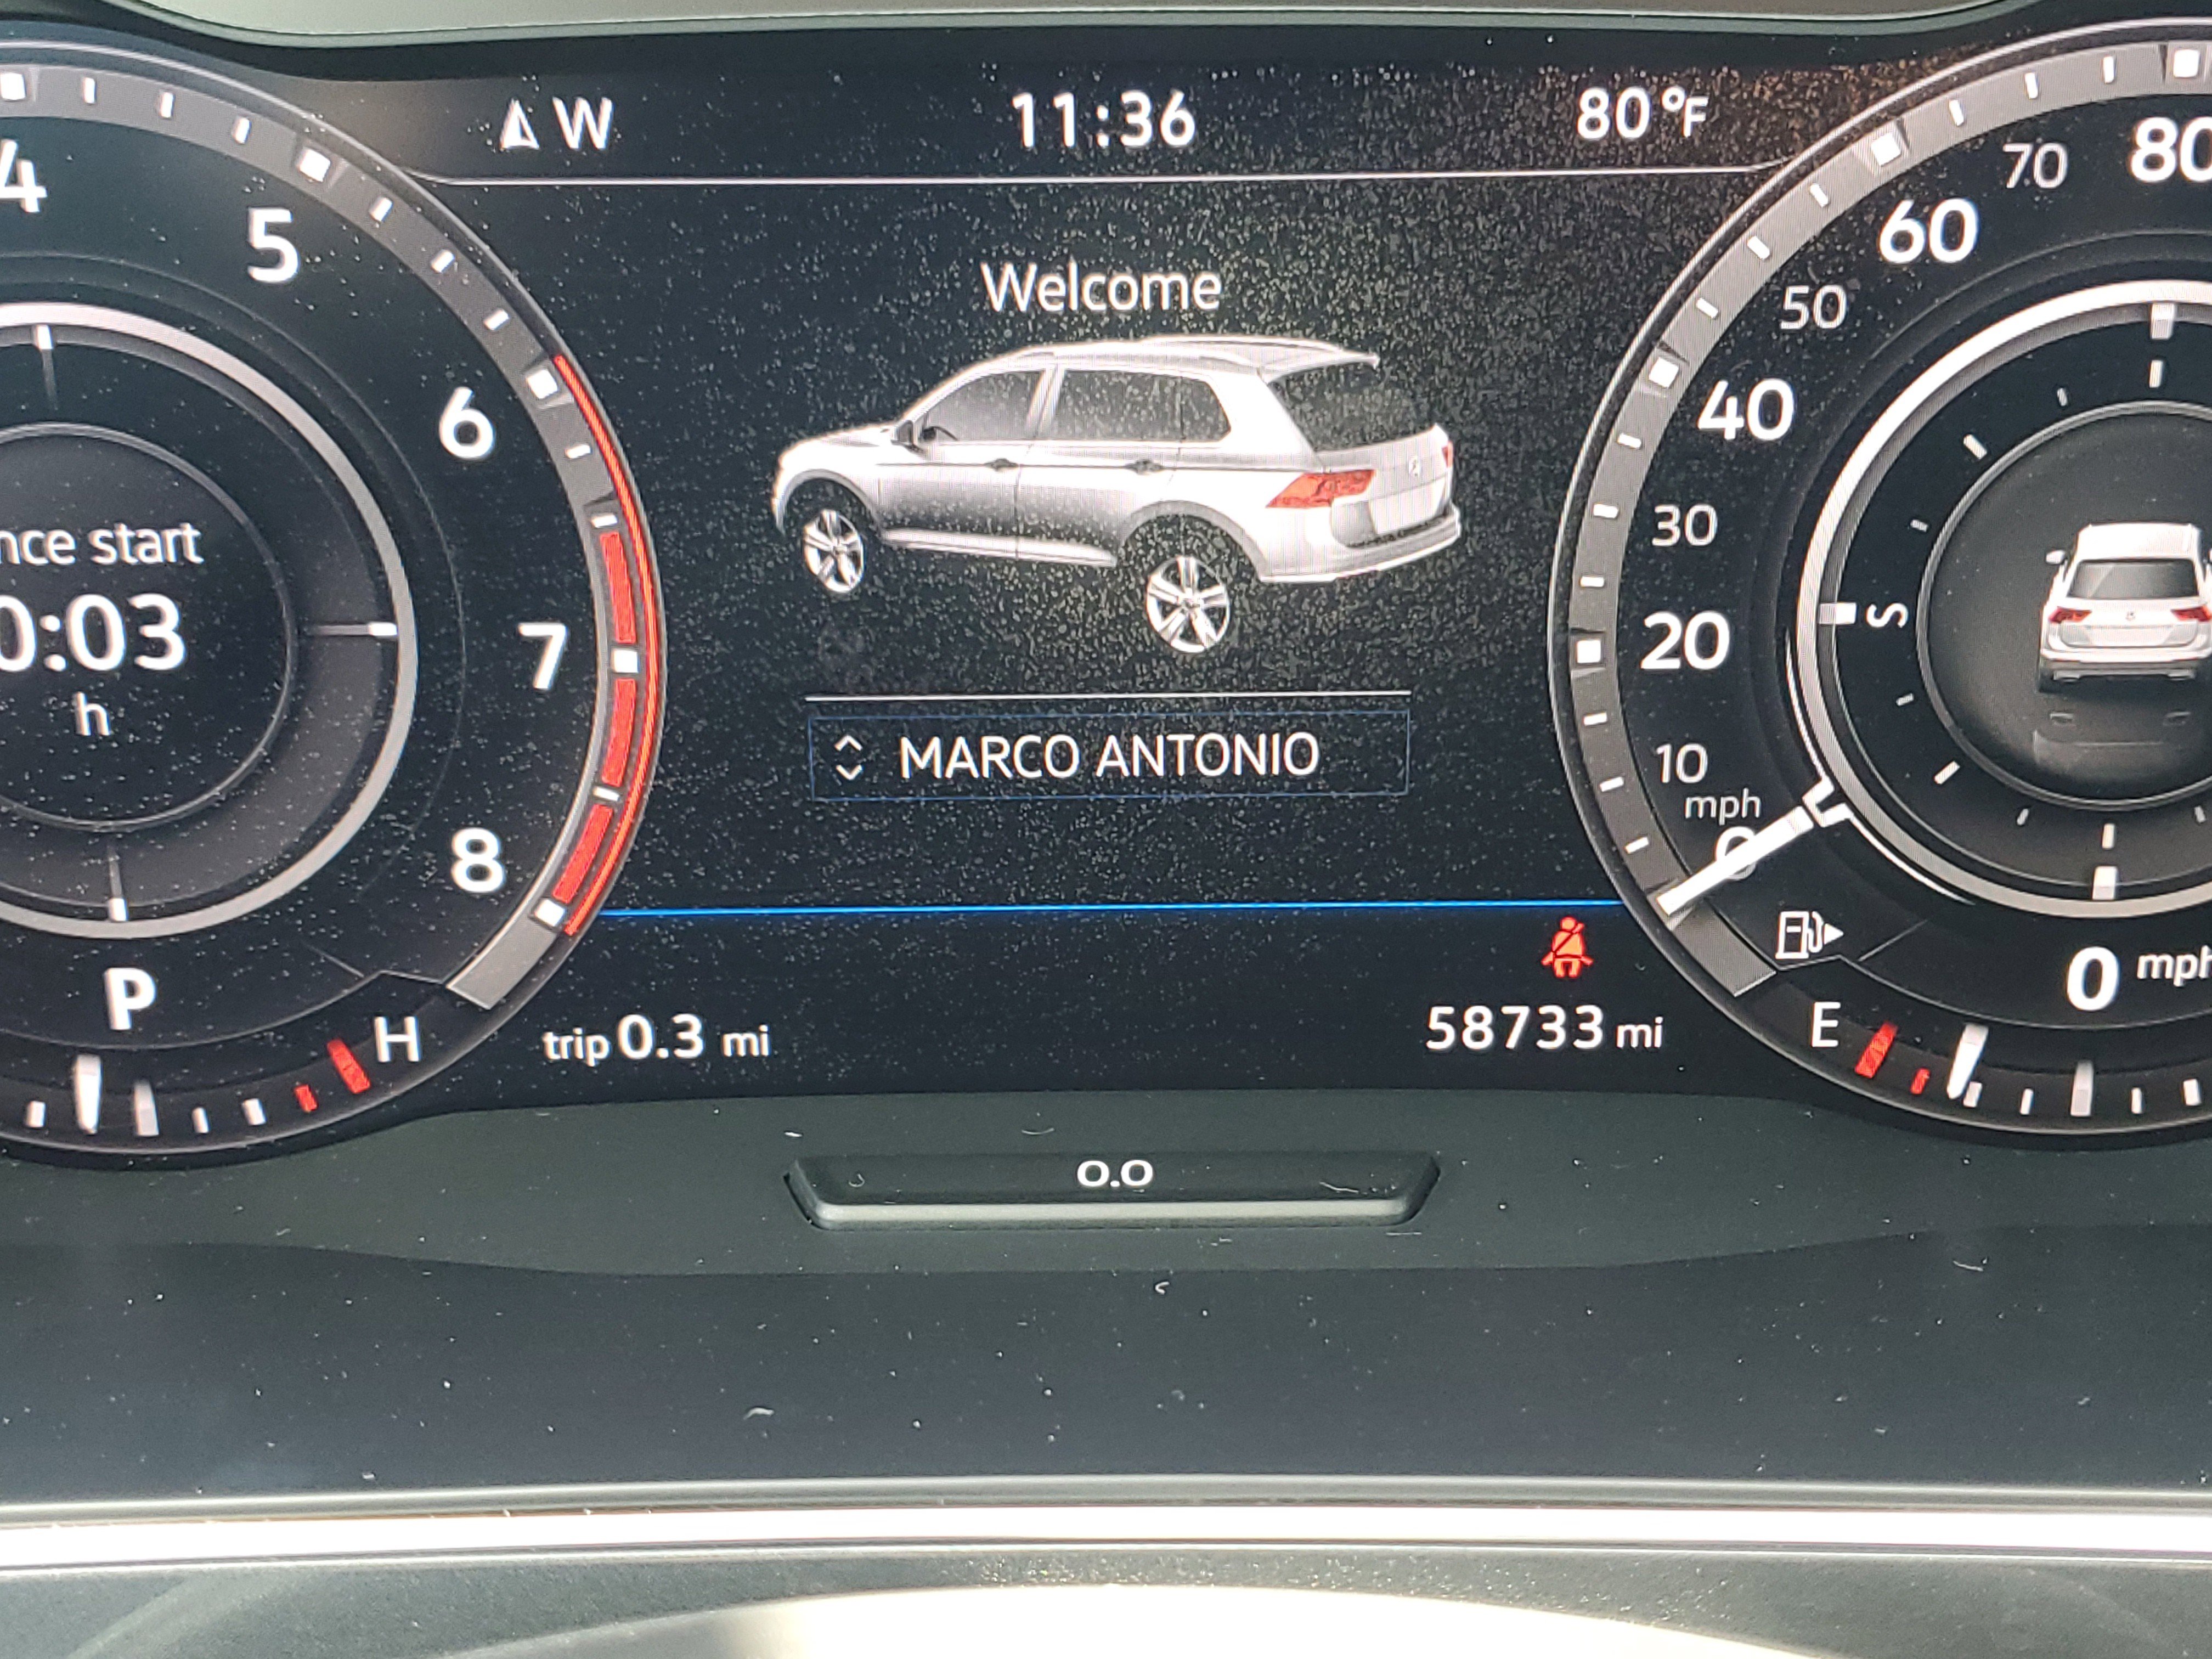 W 11:36 80°F
4
5
6
7
8
nce start
0:03
h
P
H
Welcome
MARCO ANTONIO
trip 0.3 mi
58733 mi
80
70
60
50
40
30
20
10
mph
0
S
0 mph
E
0.0